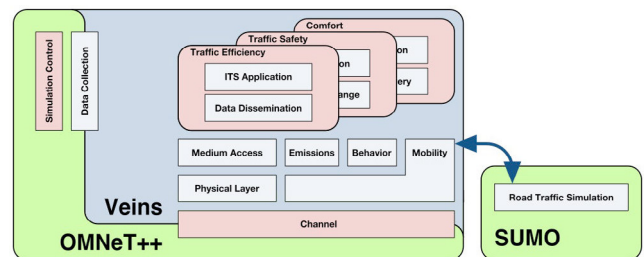 Comfort
Traffic Safety
Traffic Efficiency
ITS Application
Data Dissemination
Simulation Control
Data Collection
Medium Access
Emissions
Behavior
Mobility
Physical Layer
Channel
Veins
OMNeT++
Road Traffic Simulation
SUMO